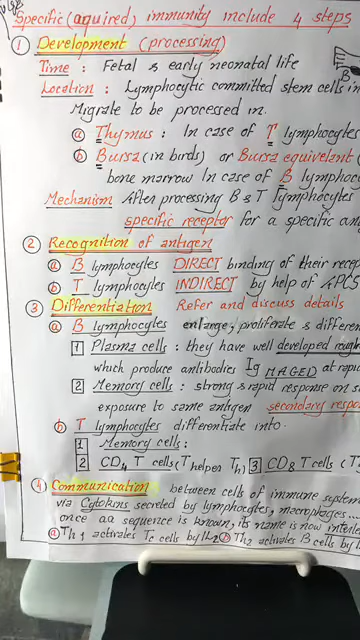 Specific (aquired) immunity include 4 steps
① Development (processing)
Time : Fetal & early neonatal life
Location : Lymphocytic committed stem cells in
Migrate to be processed in.
ⓐ Thymus : In case of T lymphocytes
ⓑ Bursa (in birds) or Bursa equivalent
bone marrow In case of B lymphoc
Mechanism After processing B & T lymphocytes
specific receptor for a specific an
② Recognition of antigen
ⓐ B lymphocytes DIRECT binding of their recep
ⓑ T lymphocytes INDIRECT by help of APCs
③ Differentiation Refer and discuss details
ⓐ B lymphocytes enlarge, proliferate & differen
1 Plasma cells : they have well developed rough
which produce antibodies Ig MAGED at rapid
2 Memory cells : strong & rapid response on s
exposure to same antigen secondary respo
ⓑ T lymphocytes differentiate into.
1 Memory cells :
2 CD4 T cells (T helper Th) 3 CD8 T cells (T
④ Communication between cells of immune system
via Cytokins secreted by lymphocytes, macrophages...
once aa sequence is known, its name is now interle
ⓐ Th1 activates Tc cells by IL2 ⓑ Th2 activates B cells by